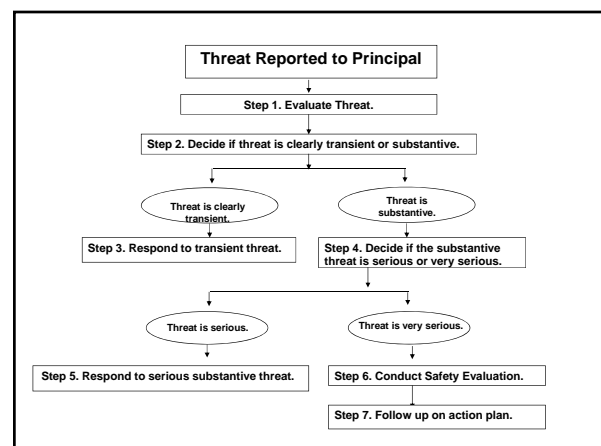 Threat Reported to Principal
Step 1. Evaluate Threat.
Step 2. Decide if threat is clearly transient or substantive.
Threat is clearly
transient.
Threat is
substantive.
Step 3. Respond to transient threat.
Step 4. Decide if the substantive
threat is serious or very serious.
Threat is serious.
Threat is very serious.
Step 5. Respond to serious substantive threat.
Step 6. Conduct Safety Evaluation.
Step 7. Follow up on action plan.